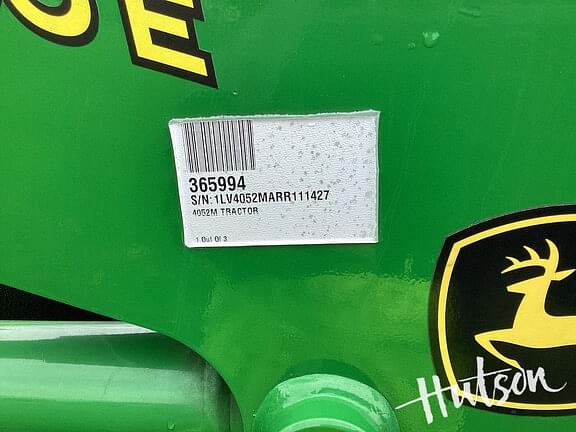 E
365994
S/N:1LV4052MARR111427
4052M TRACTOR
1 Out Of 3
Hutson